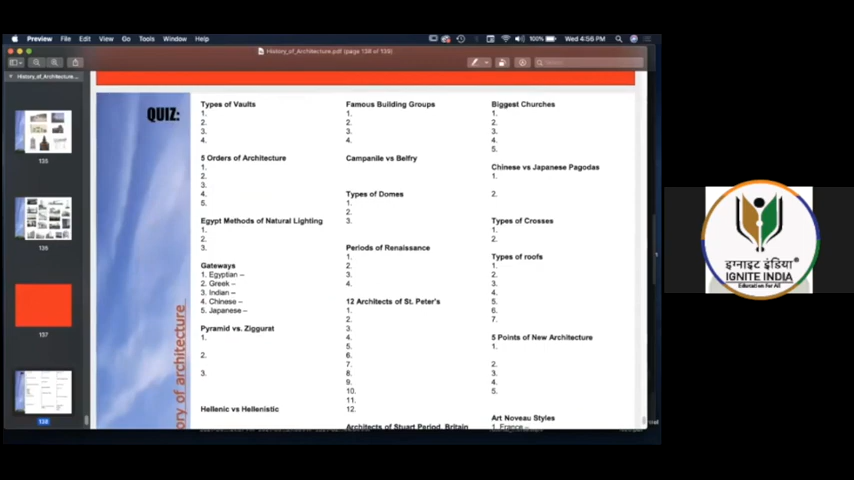 Preview File Edit View Go Tools Window Help
100% Wed 4:56 PM
History_of_Architecture.pdf (page 138 of 139)
Search
History_of_Architecture....
135
136
137
138
QUIZ:
ory of architecture
Types of Vaults
1.
2.
3.
4.
5 Orders of Architecture
1.
2.
3.
4.
5.
Egypt Methods of Natural Lighting
1.
2.
3.
Gateways
1. Egyptian –
2. Greek –
3. Indian –
4. Chinese –
5. Japanese –
Pyramid vs. Ziggurat
1.
2.
3.
Hellenic vs Hellenistic
Famous Building Groups
1.
2.
3.
4.
Campanile vs Belfry
Types of Domes
1.
2.
3.
Periods of Renaissance
1.
2.
3.
4.
12 Architects of St. Peter's
1.
2.
3.
4.
5.
6.
7.
8.
9.
10.
11.
12.
Architects of Stuart Period, Britain
Biggest Churches
1.
2.
3.
4.
5.
Chinese vs Japanese Pagodas
1.
2.
Types of Crosses
1.
2.
Types of roofs
1.
2.
3.
4.
5.
6.
7.
5 Points of New Architecture
1.
2.
3.
4.
5.
Art Noveau Styles
1. France –
इग्नाइट इंडिया
IGNITE INDIA
Education for All